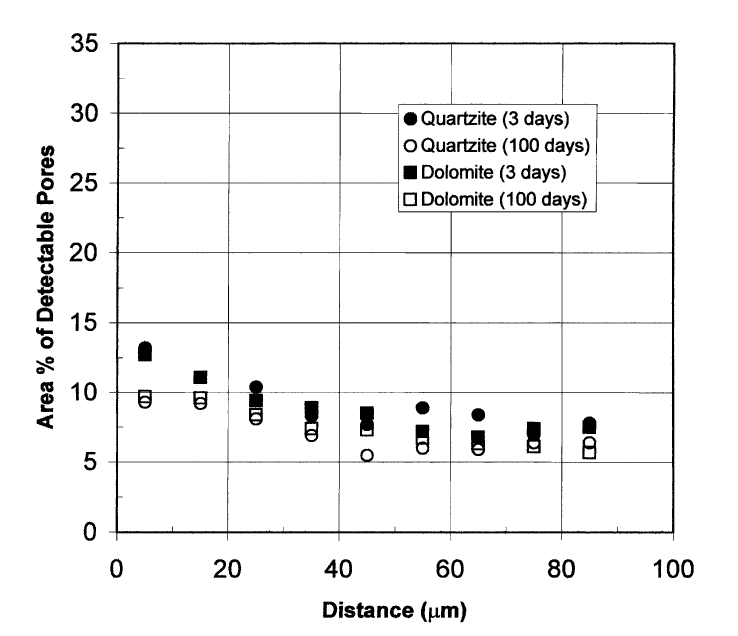 35
30
25
20
15
10
5
0
Area % of Detectable Pores
Quartzite (3 days)
Quartzite (100 days)
Dolomite (3 days)
Dolomite (100 days)
0 20 40 60 80 100
Distance (μm)